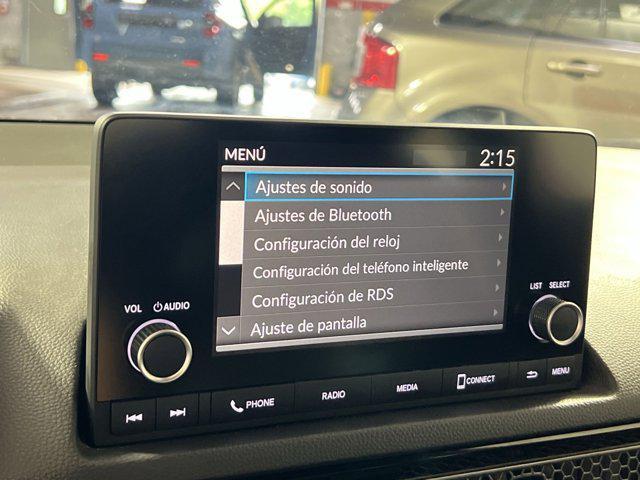 MENÚ 2:15
Ajustes de sonido
Ajustes de Bluetooth
Configuración del reloj
Configuración del teléfono inteligente
Configuración de RDS
Ajuste de pantalla
VOL AUDIO
LIST SELECT
PHONE RADIO MEDIA CONNECT MENU